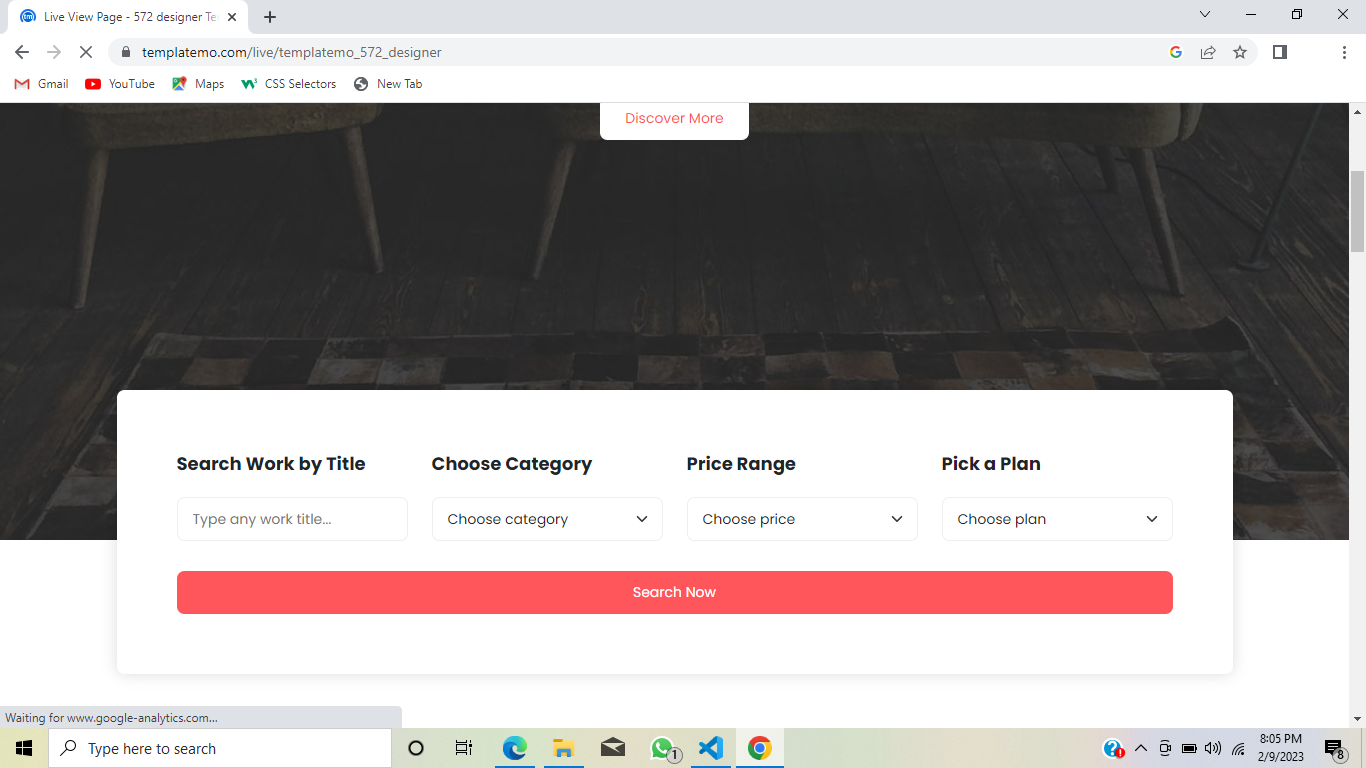 Live View Page - 572 designer Te
templatemo.com/live/templatemo_572_designer
Gmail
YouTube
Maps
CSS Selectors
New Tab
Discover More
Search Work by Title
Choose Category
Price Range
Pick a Plan
Type any work title...
Choose category
Choose price
Choose plan
Search Now
Waiting for www.google-analytics.com...
Type here to search
1
8:05 PM
2/9/2023
8